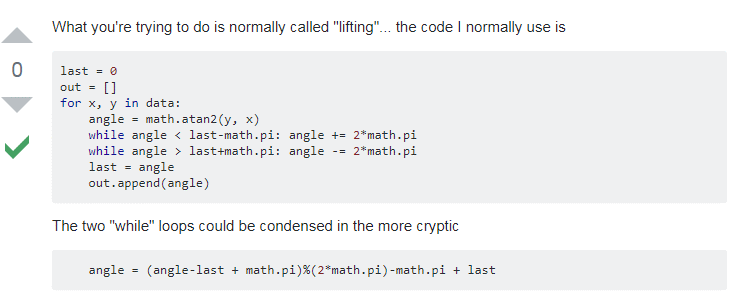 What you're trying to do is normally called "lifting"... the code I normally use is
0
last = 0
out = []
for x, y in data:
    angle = math.atan2(y, x)
    while angle < last-math.pi: angle += 2*math.pi
    while angle > last+math.pi: angle -= 2*math.pi
    last = angle
    out.append(angle)
The two "while" loops could be condensed in the more cryptic
    angle = (angle-last + math.pi)%(2*math.pi)-math.pi + last